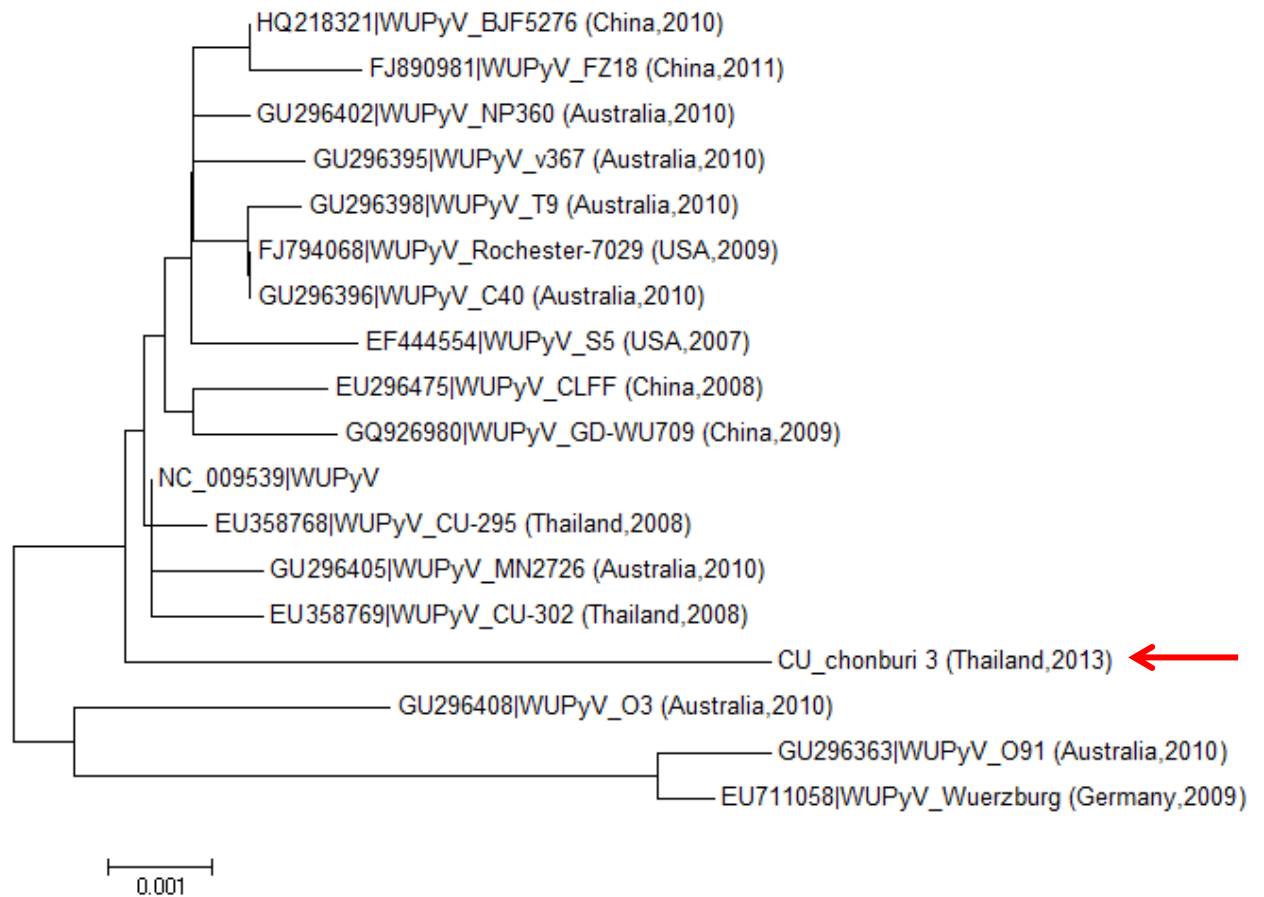 HQ218321|WUPyV_BJF5276 (China,2010)
FJ890981|WUPyV_FZ18 (China,2011)
GU296402|WUPyV_NP360 (Australia,2010)
GU296395|WUPyV_v367 (Australia,2010)
GU296398|WUPyV_T9 (Australia,2010)
FJ794068|WUPyV_Rochester-7029 (USA,2009)
GU296396|WUPyV_C40 (Australia,2010)
EF444554|WUPyV_S5 (USA,2007)
EU296475|WUPyV_CLFF (China,2008)
GQ926980|WUPyV_GD-WU709 (China,2009)
NC_009539|WUPyV
EU358768|WUPyV_CU-295 (Thailand,2008)
GU296405|WUPyV_MN2726 (Australia,2010)
EU358769|WUPyV_CU-302 (Thailand,2008)
CU_chonburi 3 (Thailand,2013)
GU296408|WUPyV_O3 (Australia,2010)
GU296363|WUPyV_O91 (Australia,2010)
EU711058|WUPyV_Wuerzburg (Germany,2009)
0.001